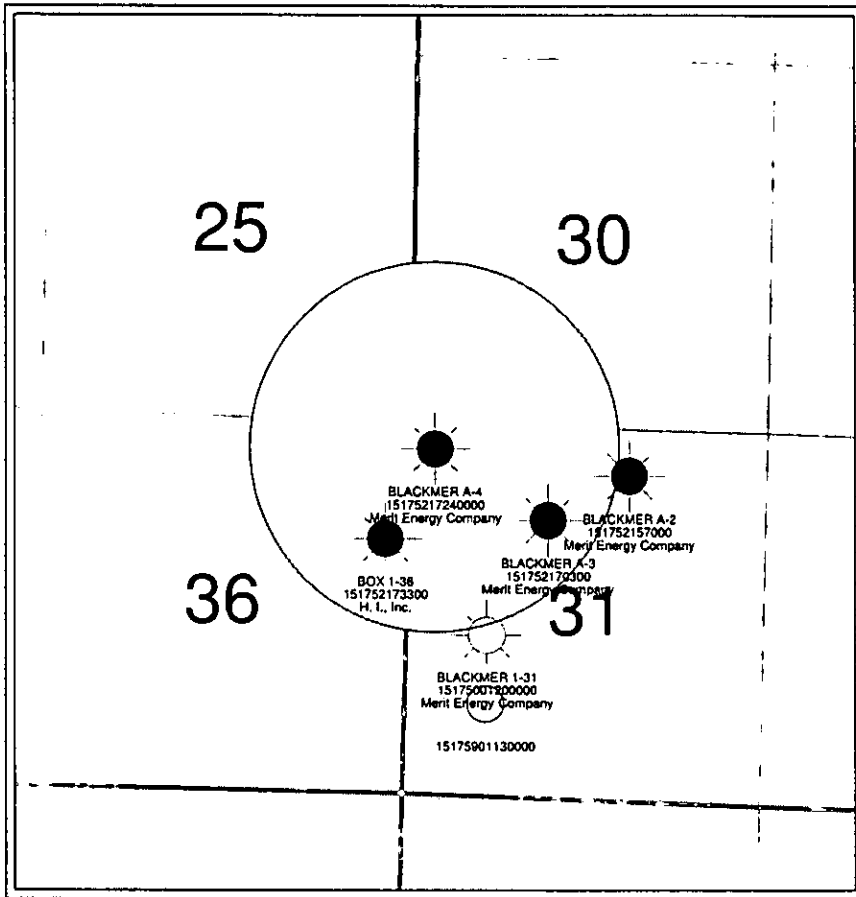 25
30
BLACKMER A-4
15175217240000
Merit Energy Company
BLACKMER A-2
151752157000
Merit Energy Company
BLACKMER A-3
151752170300
Merit Energy Company
BOX 1-36
151752173300
H. I., Inc.
36
31
BLACKMER 1-31
15175001200000
Merit Energy Company
15175901130000